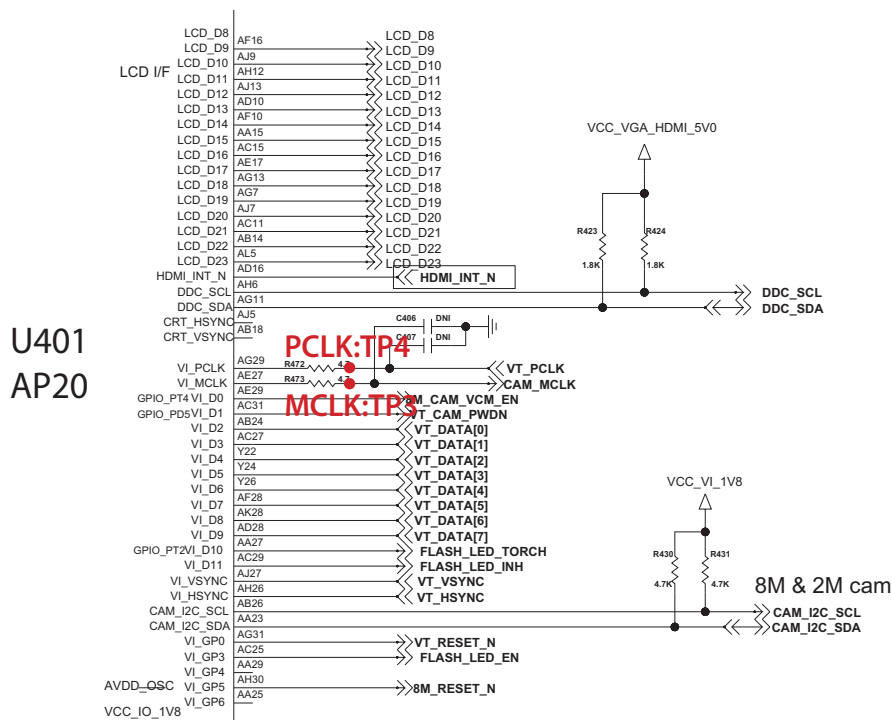 LCD_D8 LCD_D8
LCD_D9 AF16 LCD_D9
LCD I/F LCD_D10 AJ9 LCD_D10
LCD_D11 AH12 LCD_D11
LCD_D12 AJ13 LCD_D12
LCD_D13 AD10 LCD_D13
LCD_D14 AF10 LCD_D14
LCD_D15 AA15 LCD_D15
LCD_D16 AC15 LCD_D16
LCD_D17 AE17 LCD_D17
LCD_D18 AG13 LCD_D18
LCD_D19 AG7 LCD_D19
LCD_D20 AJ7 LCD_D20
LCD_D21 AC11 LCD_D21
LCD_D22 AB14 LCD_D22
LCD_D23 AL5 LCD_D23
VCC_VGA_HDMI_5V0
R423 R424
1.8K 1.8K
HDMI_INT_N AD16 HDMI_INT_N
DDC_SCL AH6 DDC_SCL
DDC_SDA AG11 DDC_SDA
CRT_HSYNC AJ5 C406 DNI
CRT_VSYNC AB18 C407 DNI
U401
AP20
PCLK:TP4
VI_PCLK AG29 R472 4.7 VT_PCLK
VI_MCLK AE27 R473 4.7 CAM_MCLK
MCLK:TP3
GPIO_PT4 VI_D0 AE29 8M_CAM_VCM_EN
GPIO_PD5 VI_D1 AC31 VT_CAM_PWDN
VI_D2 AB24 VT_DATA[0]
VI_D3 AC27 VT_DATA[1]
VI_D4 Y22 VT_DATA[2]
VI_D5 Y24 VT_DATA[3]
VI_D6 Y26 VT_DATA[4]
VI_D7 AF28 VT_DATA[5]
VI_D8 AK28 VT_DATA[6]
VI_D9 AD28 VT_DATA[7]
VCC_VI_1V8
R430 R431
4.7K 4.7K
8M & 2M cam
GPIO_PT2 VI_D10 AA27 FLASH_LED_TORCH
VI_D11 AC29 FLASH_LED_INH
VI_VSYNC AJ27 VT_VSYNC
VI_HSYNC AH26 VT_HSYNC
CAM_I2C_SCL AB26 CAM_I2C_SCL
CAM_I2C_SDA AA23 CAM_I2C_SDA
VI_GP0 AG31 VT_RESET_N
VI_GP3 AC25 FLASH_LED_EN
VI_GP4 AA29
AVDD_OSC VI_GP5 AH30 8M_RESET_N
VI_GP6 AA25
VCC_IO_1V8